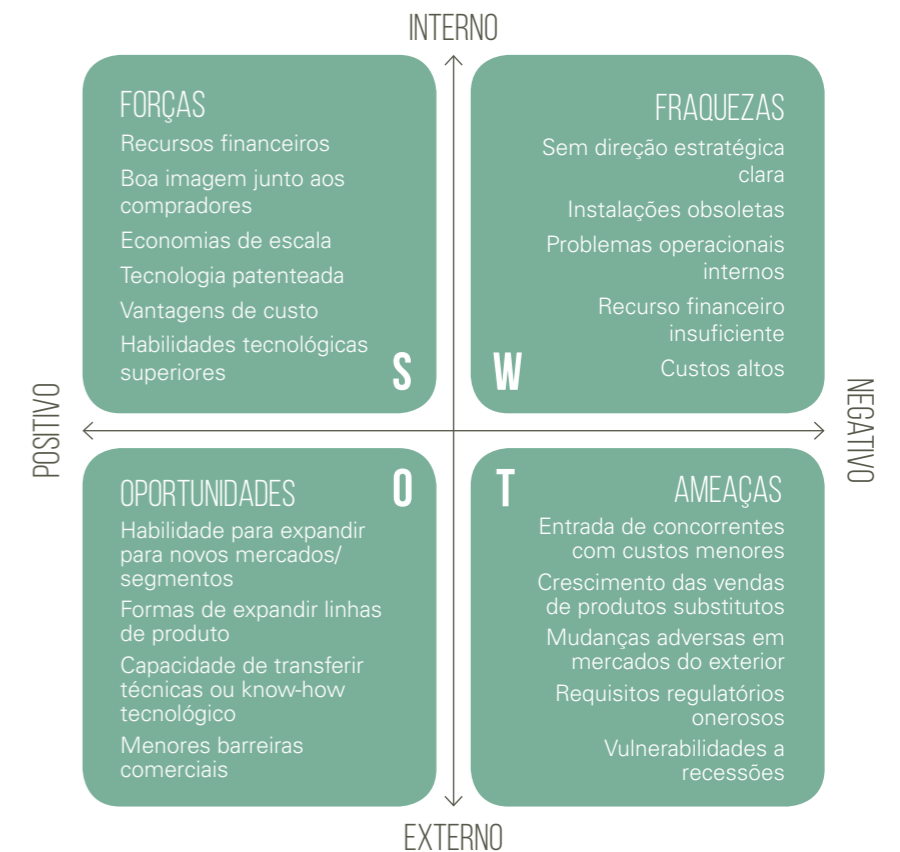 INTERNO
FORÇAS
Recursos financeiros
Boa imagem junto aos
compradores
Economias de escala
Tecnologia patenteada
Vantagens de custo
Habilidades tecnológicas
superiores
S
FRAQUEZAS
Sem direção estratégica
clara
Instalações obsoletas
Problemas operacionais
internos
Recurso financeiro
insuficiente
Custos altos
W
POSITIVO
NEGATIVO
OPORTUNIDADES
O
Habilidade para expandir
para novos mercados/
segmentos
Formas de expandir linhas
de produto
Capacidade de transferir
técnicas ou know-how
tecnológico
Menores barreiras
comerciais
T
AMEAÇAS
Entrada de concorrentes
com custos menores
Crescimento das vendas
de produtos substitutos
Mudanças adversas em
mercados do exterior
Requisitos regulatórios
onerosos
Vulnerabilidades a
recessões
EXTERNO